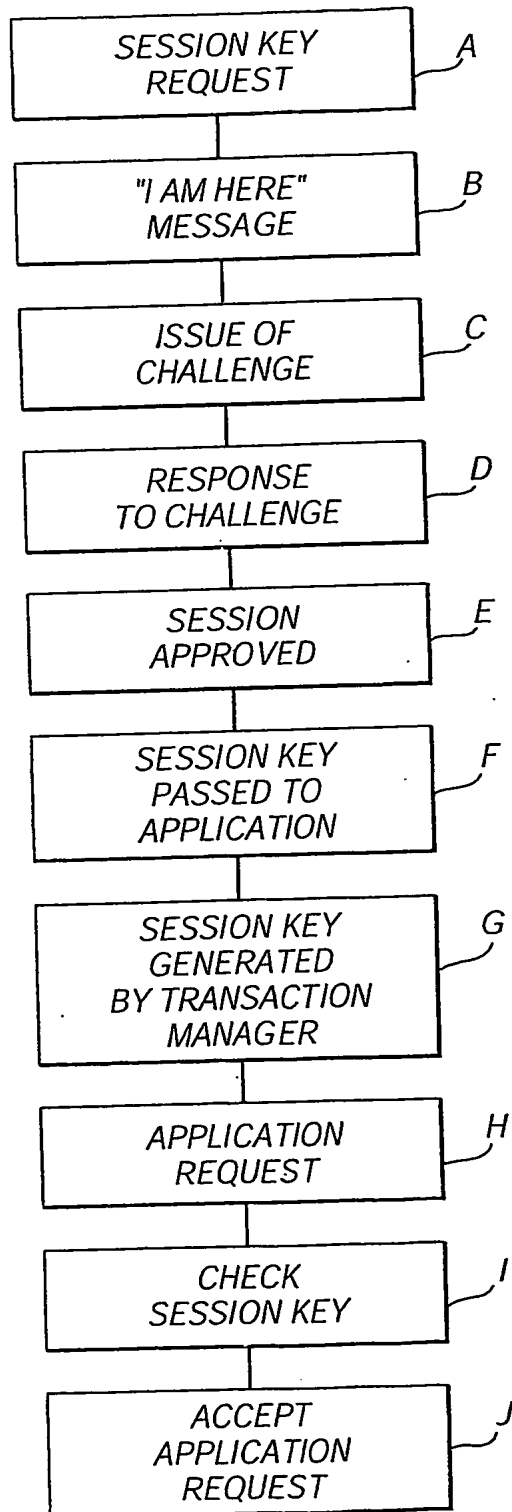 SESSION KEY
REQUEST
A
"I AM HERE"
MESSAGE
B
ISSUE OF
CHALLENGE
C
RESPONSE
TO CHALLENGE
D
SESSION
APPROVED
E
SESSION KEY
PASSED TO
APPLICATION
F
SESSION KEY
GENERATED
BY TRANSACTION
MANAGER
G
APPLICATION
REQUEST
H
CHECK
SESSION KEY
I
ACCEPT
APPLICATION
REQUEST
J